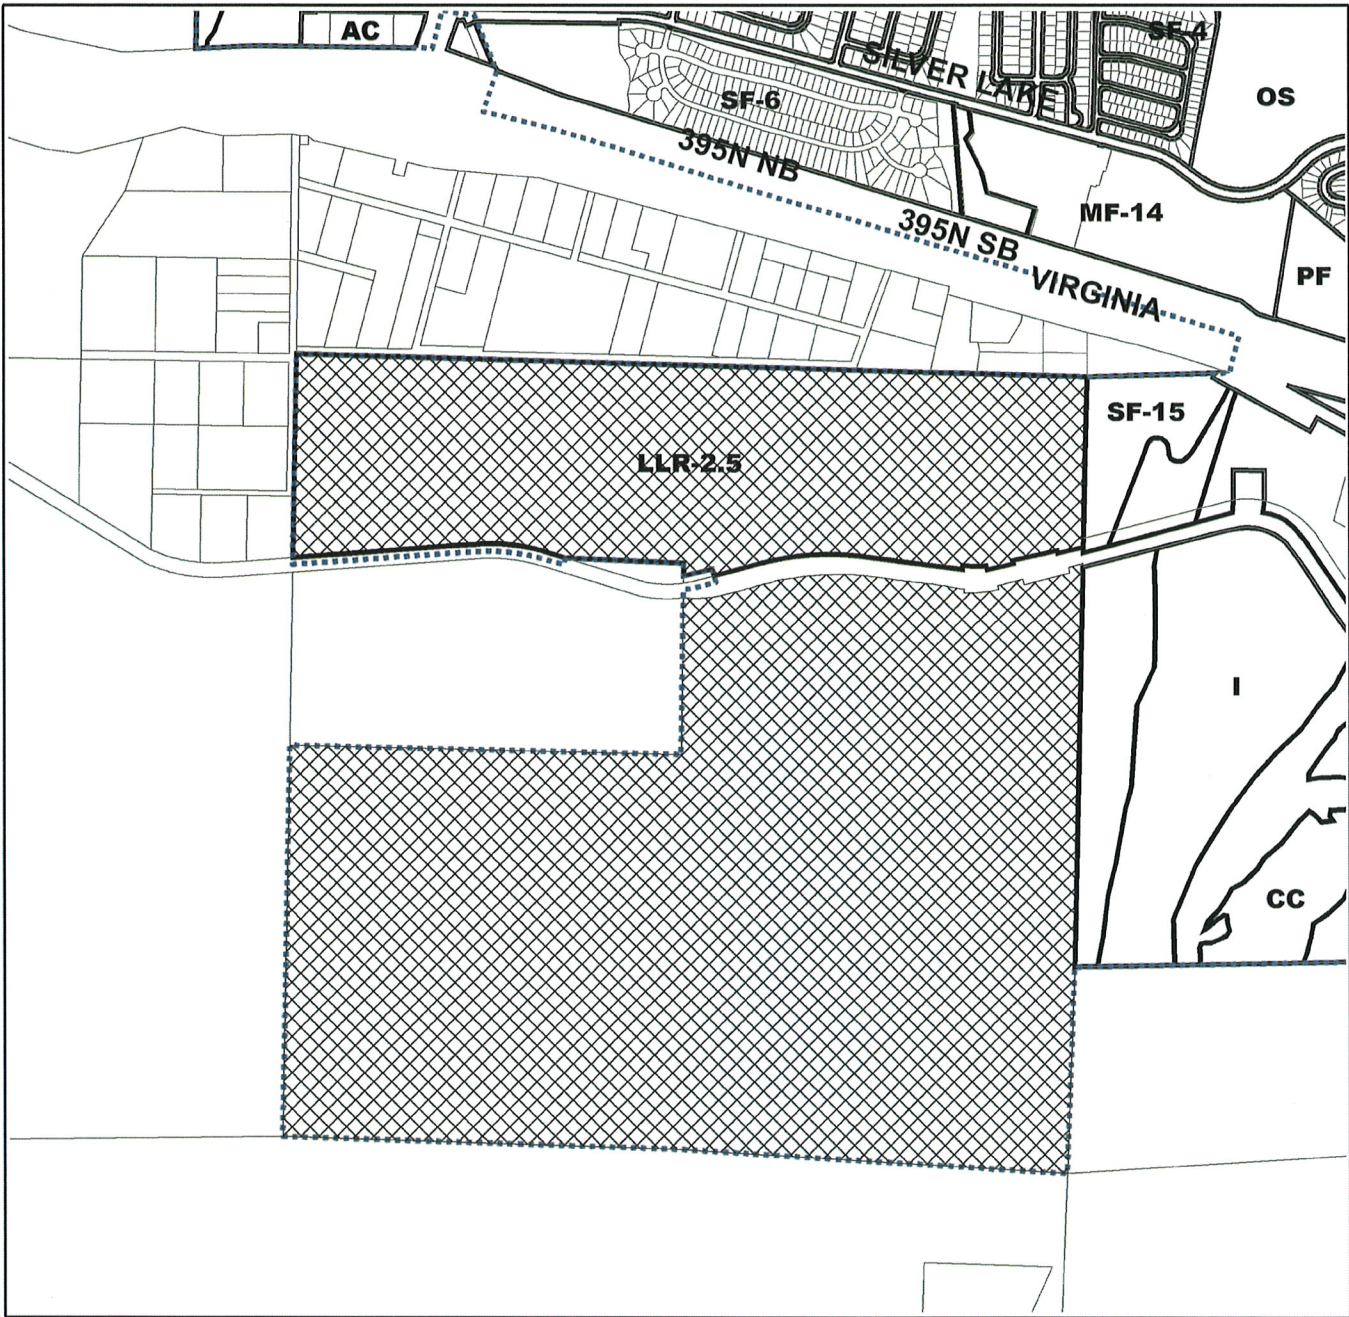 AC
SF-4
SILVER LAKE
SF-6
OS
395N NB
MF-14
395N SB
VIRGINIA
PF
SF-15
LLR-2.5
I
CC